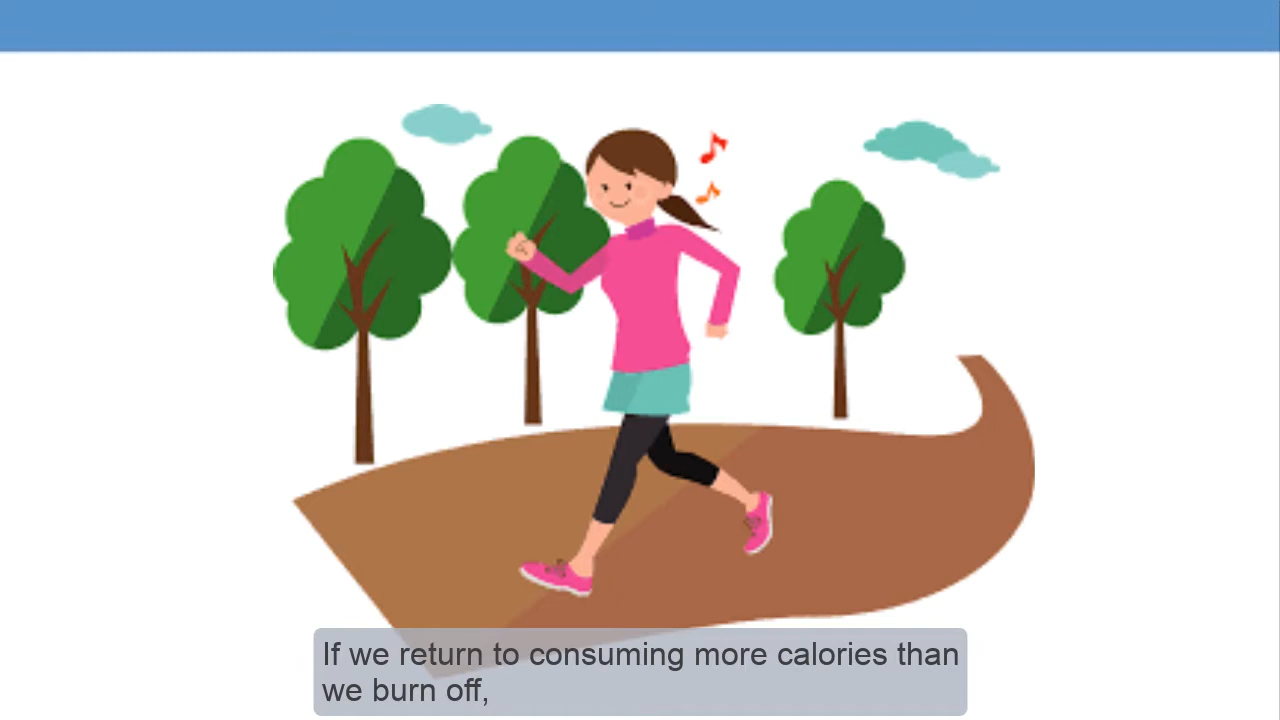 If we return to consuming more calories than
we burn off,